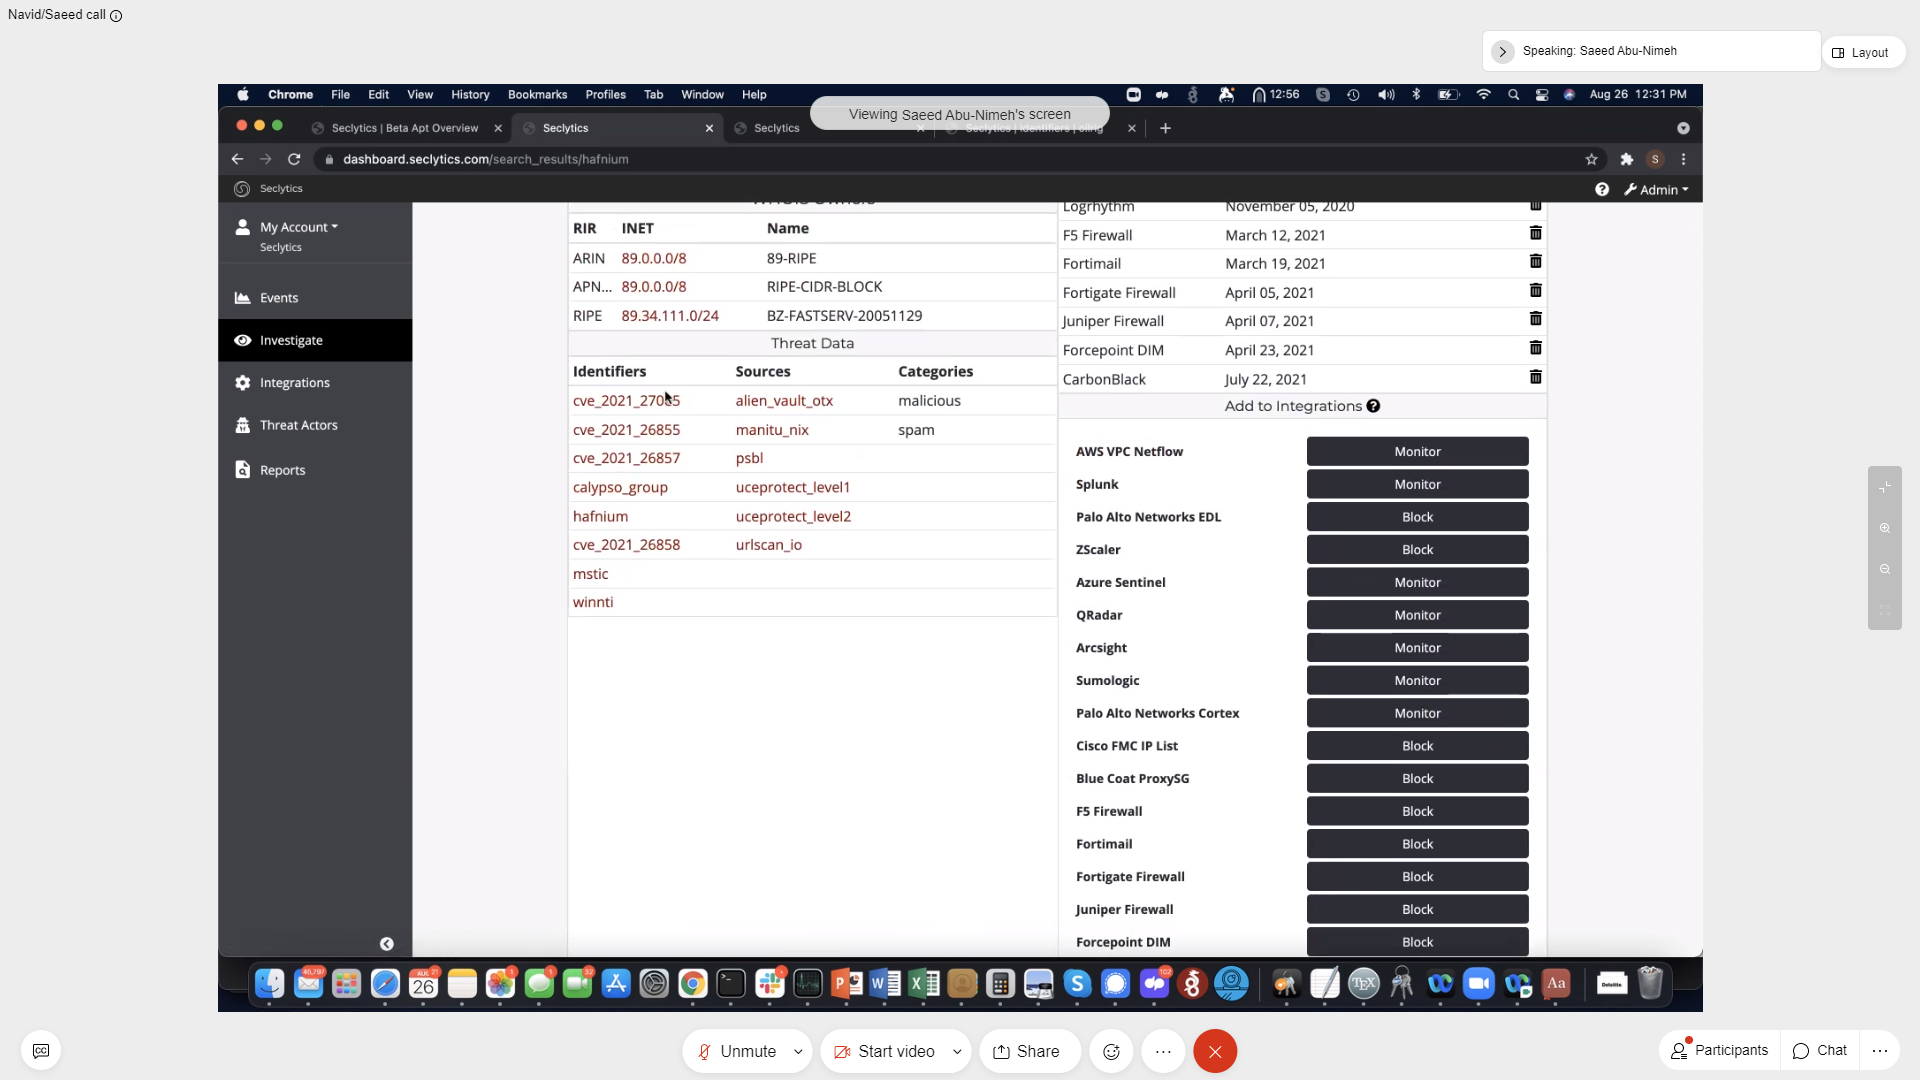 Navid/Saeed call
Speaking: Saeed Abu-Nimeh
Layout
Chrome File Edit View History Bookmarks Profiles Tab Window Help
12:56
Aug 26 12:31 PM
Viewing Saeed Abu-Nimeh's screen
Seclytics | Beta Apt Overview
Seclytics
Seclytics
Seclytics | Identifiers |
dashboard.seclytics.com/search_results/hafnium
S
Seclytics
Admin
My Account
Seclytics
Events
Investigate
Integrations
Threat Actors
Reports
RIR INET Name
ARIN 89.0.0.0/8 89-RIPE
APN... 89.0.0.0/8 RIPE-CIDR-BLOCK
RIPE 89.34.111.0/24 BZ-FASTSERV-20051129
Threat Data
Identifiers Sources Categories
alien_vault_otx malicious
cve_2021_26855 manitu_nix spam
cve_2021_26857 psbl
calypso_group uceprotect_level1
hafnium uceprotect_level2
cve_2021_26858 urlscan_io
mstic
winnti
Logrhythm November 05, 2020
F5 Firewall March 12, 2021
Fortimail March 19, 2021
Fortigate Firewall April 05, 2021
Juniper Firewall April 07, 2021
Forcepoint DIM April 23, 2021
CarbonBlack July 22, 2021
Add to Integrations
AWS VPC Netflow Monitor
Splunk Monitor
Palo Alto Networks EDL Block
ZScaler Block
Azure Sentinel Monitor
QRadar Monitor
Arcsight Monitor
Sumologic Monitor
Palo Alto Networks Cortex Monitor
Cisco FMC IP List Block
Blue Coat ProxySG Block
F5 Firewall Block
Fortimail Block
Fortigate Firewall Block
Juniper Firewall Block
Forcepoint DIM Block
26
TEX
Aa
Deloitte
CC
Unmute
Start video
Share
Participants
Chat